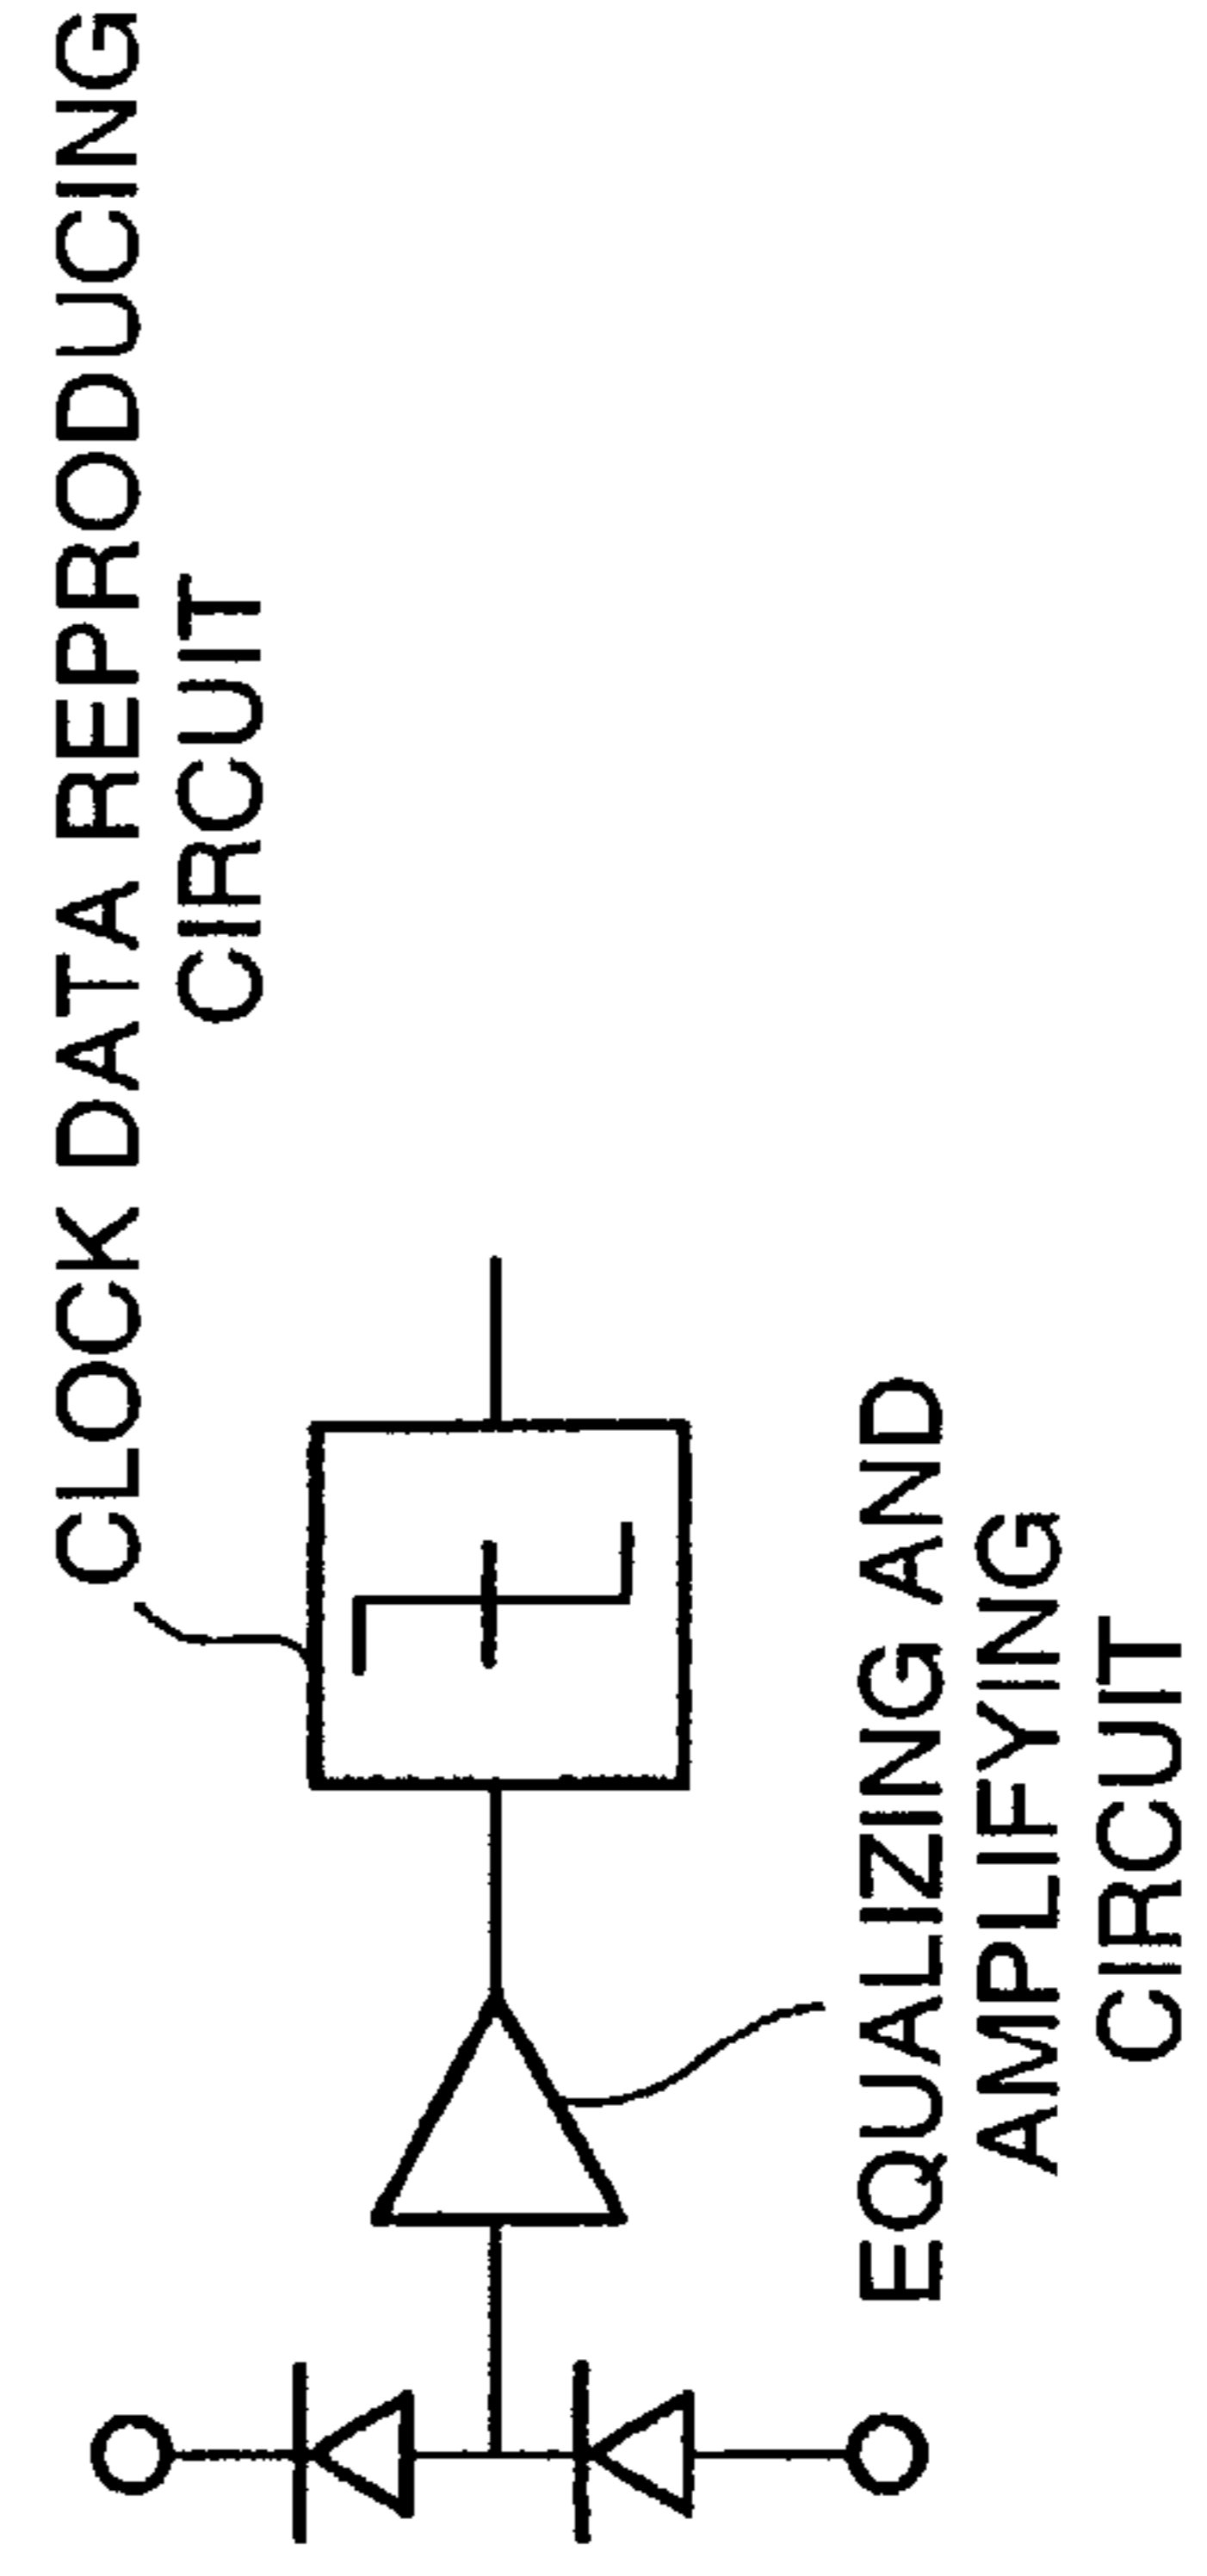 CLOCK DATA REPRODUCING
CIRCUIT
EQUALIZING AND
AMPLIFYING
CIRCUIT